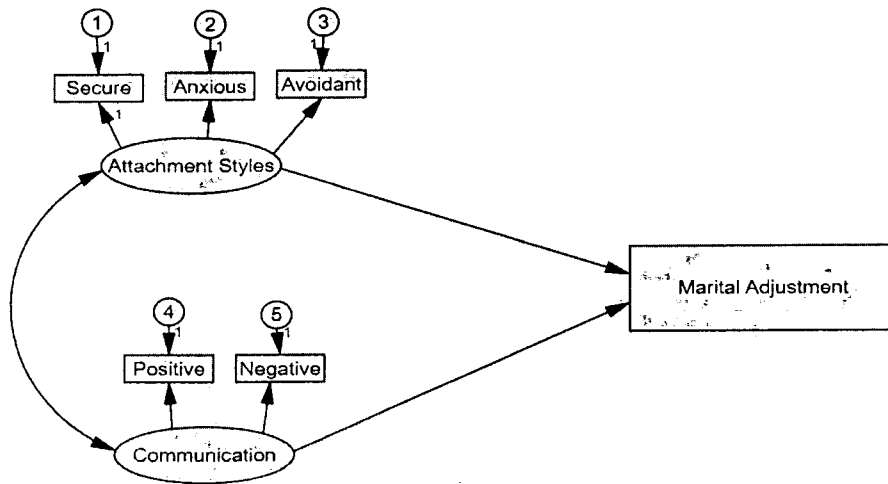 1 2 3
1 1 1
Secure Anxious Avoidant
1
Attachment Styles
Marital Adjustment
4 5
1 1
Positive Negative
Communication